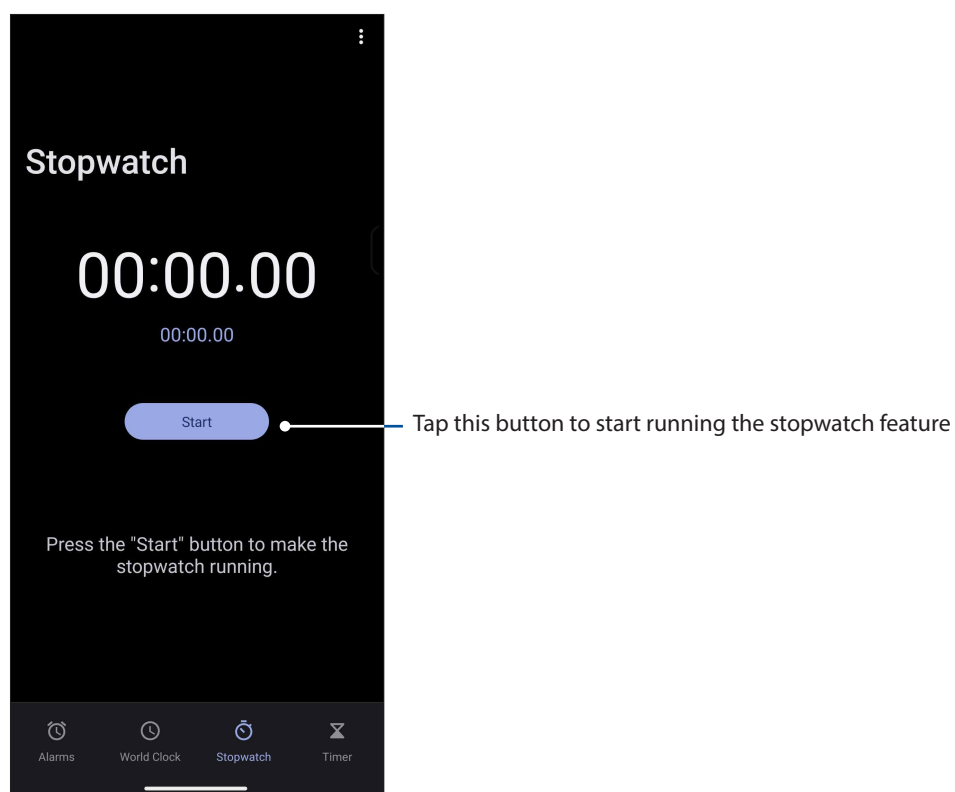 Stopwatch
00:00.00
00:00.00
Start
Tap this button to start running the stopwatch feature
Press the "Start" button to make the
stopwatch running.
Alarms
World Clock
Stopwatch
Timer